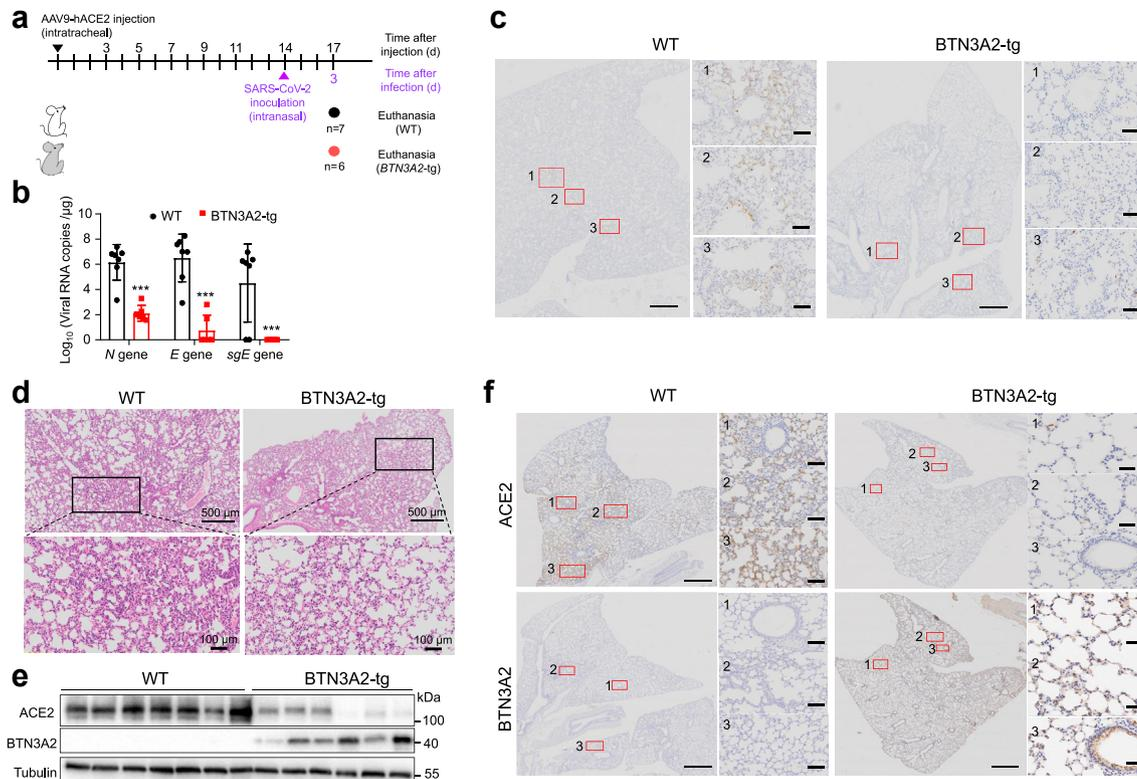 a
AAV9-hACE2 injection
(intratracheal)
3 5 7 9 11 14 17
Time after
injection (d)
3
Time after
infection (d)
SARS-CoV-2
inoculation
(intranasal)
n=7
Euthanasia
(WT)
n=6
Euthanasia
(BTN3A2-tg)
b
WT BTN3A2-tg
Log10 (Viral RNA copies /µg)
10
8
6
4
2
0
*** *** ***
N gene E gene sgE gene
c
WT BTN3A2-tg
1 1
2 2
3 3
1 2 3
1 2 3
d
WT BTN3A2-tg
500 µm 500 µm
100 µm 100 µm
e
WT BTN3A2-tg
kDa
ACE2 100
BTN3A2 40
Tubulin 55
f
WT BTN3A2-tg
ACE2
1 2 3
1 2 3
1 2 3
1 2 3
BTN3A2
1 2 3
1 2 3
1 2 3
1 2 3